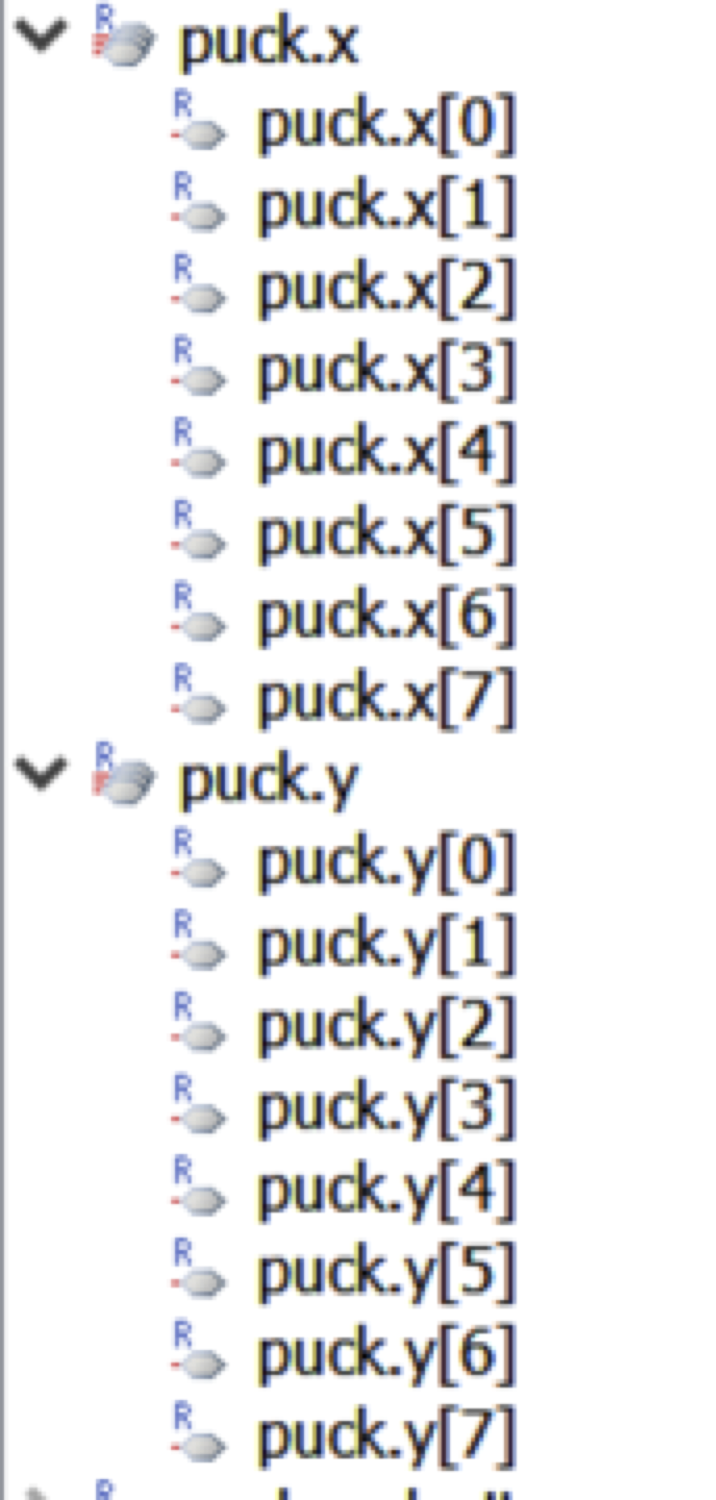 puck.x
R puck.x[0]
R puck.x[1]
R puck.x[2]
R puck.x[3]
R puck.x[4]
R puck.x[5]
R puck.x[6]
R puck.x[7]
R puck.y
R puck.y[0]
R puck.y[1]
R puck.y[2]
R puck.y[3]
R puck.y[4]
R puck.y[5]
R puck.y[6]
R puck.y[7]